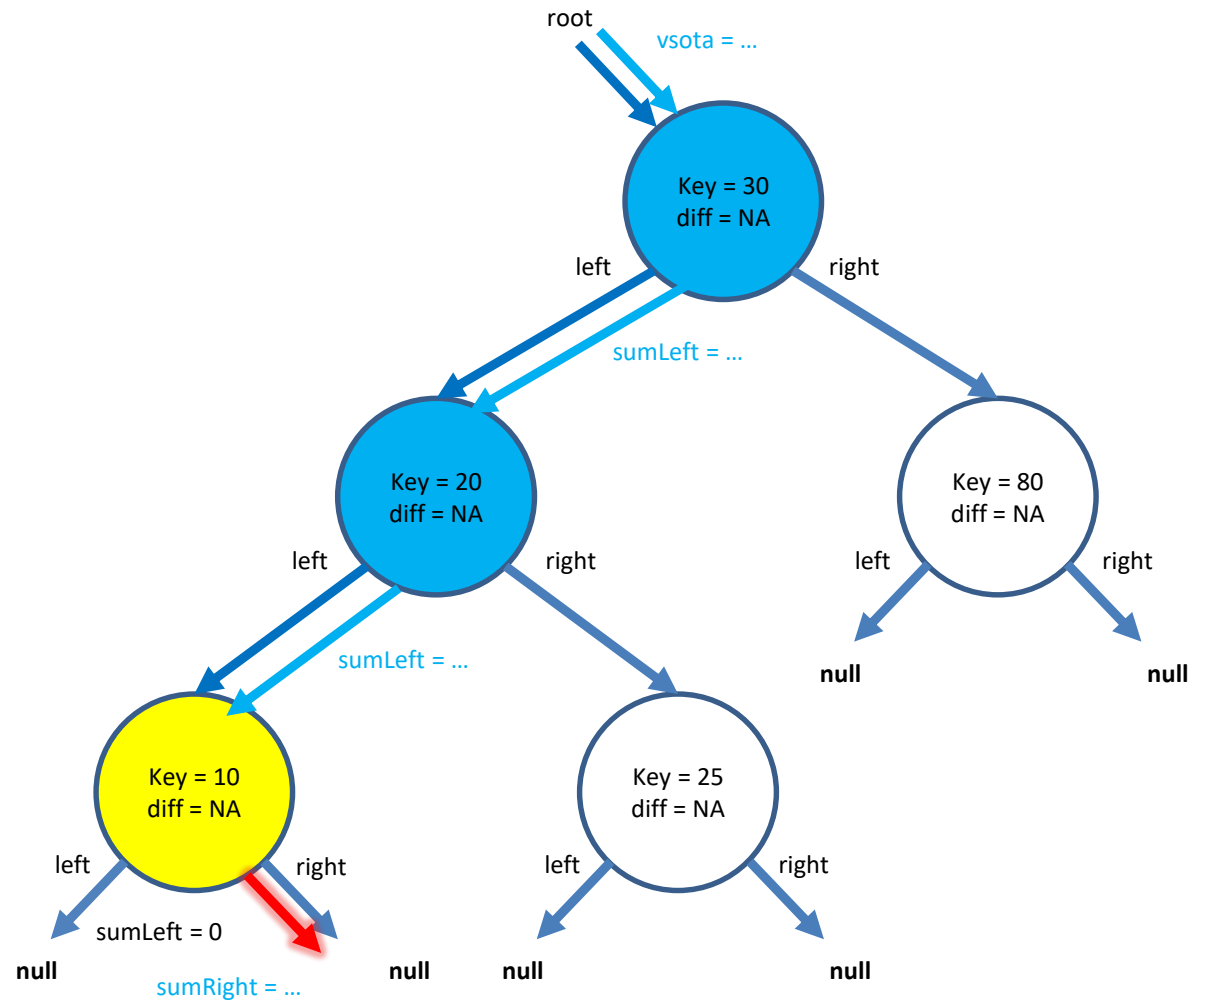 root
vsota = ...
Key = 30
diff = NA
left
right
sumLeft = ...
Key = 20
diff = NA
Key = 80
diff = NA
left
right
left
right
sumLeft = ...
null
null
Key = 10
diff = NA
Key = 25
diff = NA
left
right
left
right
sumLeft = 0
null
null
null
null
sumRight = ...